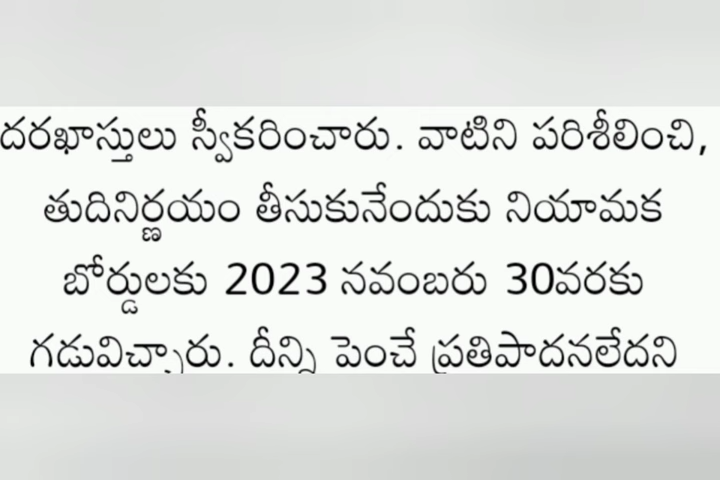 దరఖాస్తులు స్వీకరించారు. వాటిని పరిశీలించి,
తుదినిర్ణయం తీసుకునేందుకు నియామక
బోర్డులకు 2023 నవంబరు 30వరకు
గడువిచ్చారు. దీన్ని పెంచే ప్రతిపాదనలేదని